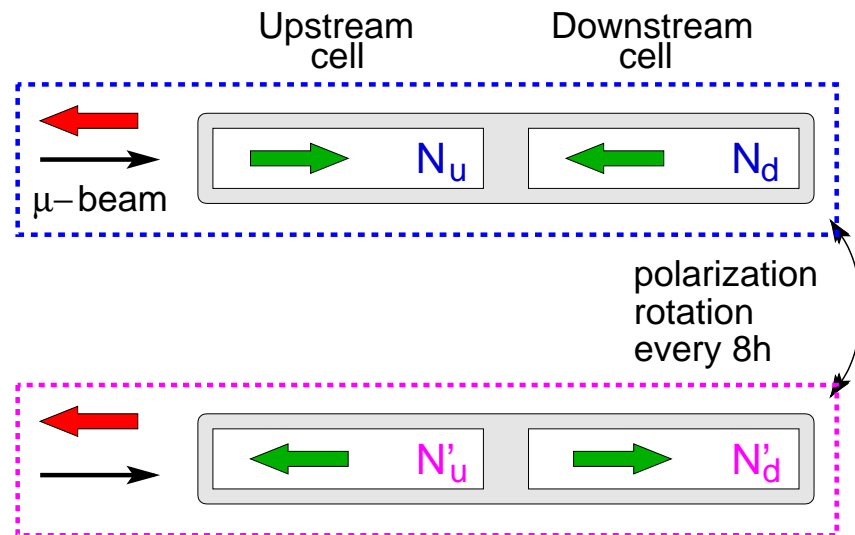 Upstream cell
Downstream cell
N_u
N_d
μ–beam
polarization
rotation
every 8h
N'_u
N'_d